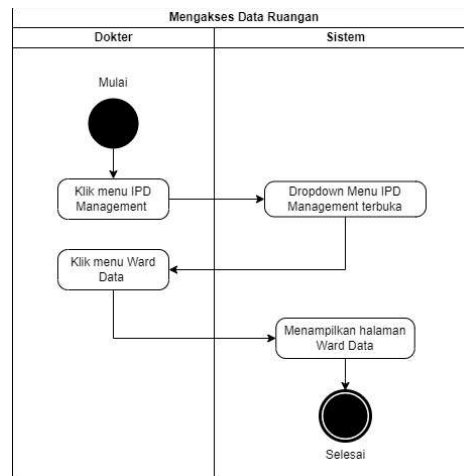 Mengakses Data Ruangan
Dokter
Sistem
Mulai
Klik menu IPD
Management
Dropdown Menu IPD
Management terbuka
Klik menu Ward
Data
Menampilkan halaman
Ward Data
Selesai